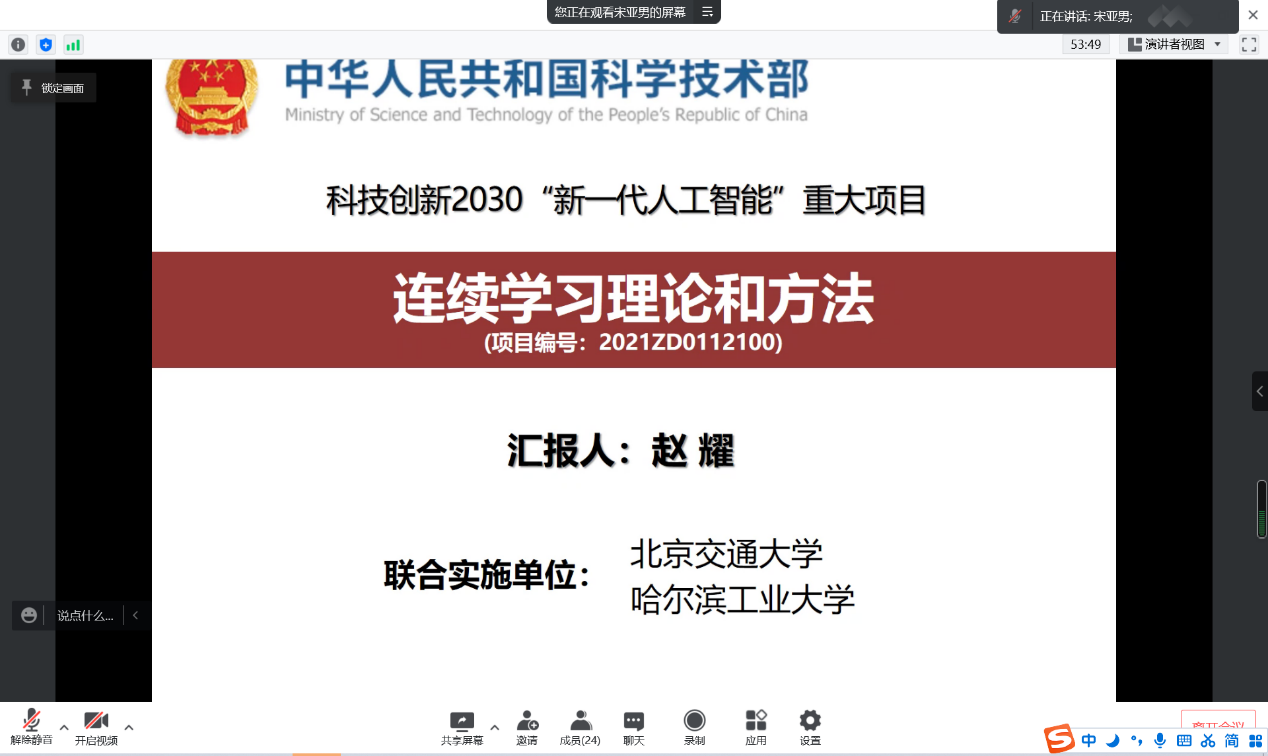 您正在观看宋亚男的屏幕
正在讲话: 宋亚男;
53:49
演讲者视图
锁定画面
中华人民共和国科学技术部
Ministry of Science and Technology of the People's Republic of China
科技创新2030“新一代人工智能”重大项目
连续学习理论和方法
(项目编号：2021ZD0112100)
汇报人：赵 耀
联合实施单位：
北京交通大学
哈尔滨工业大学
说点什么...
解除静音
开启视频
共享屏幕
邀请
成员(24)
聊天
录制
应用
设置
离开会议
中
简